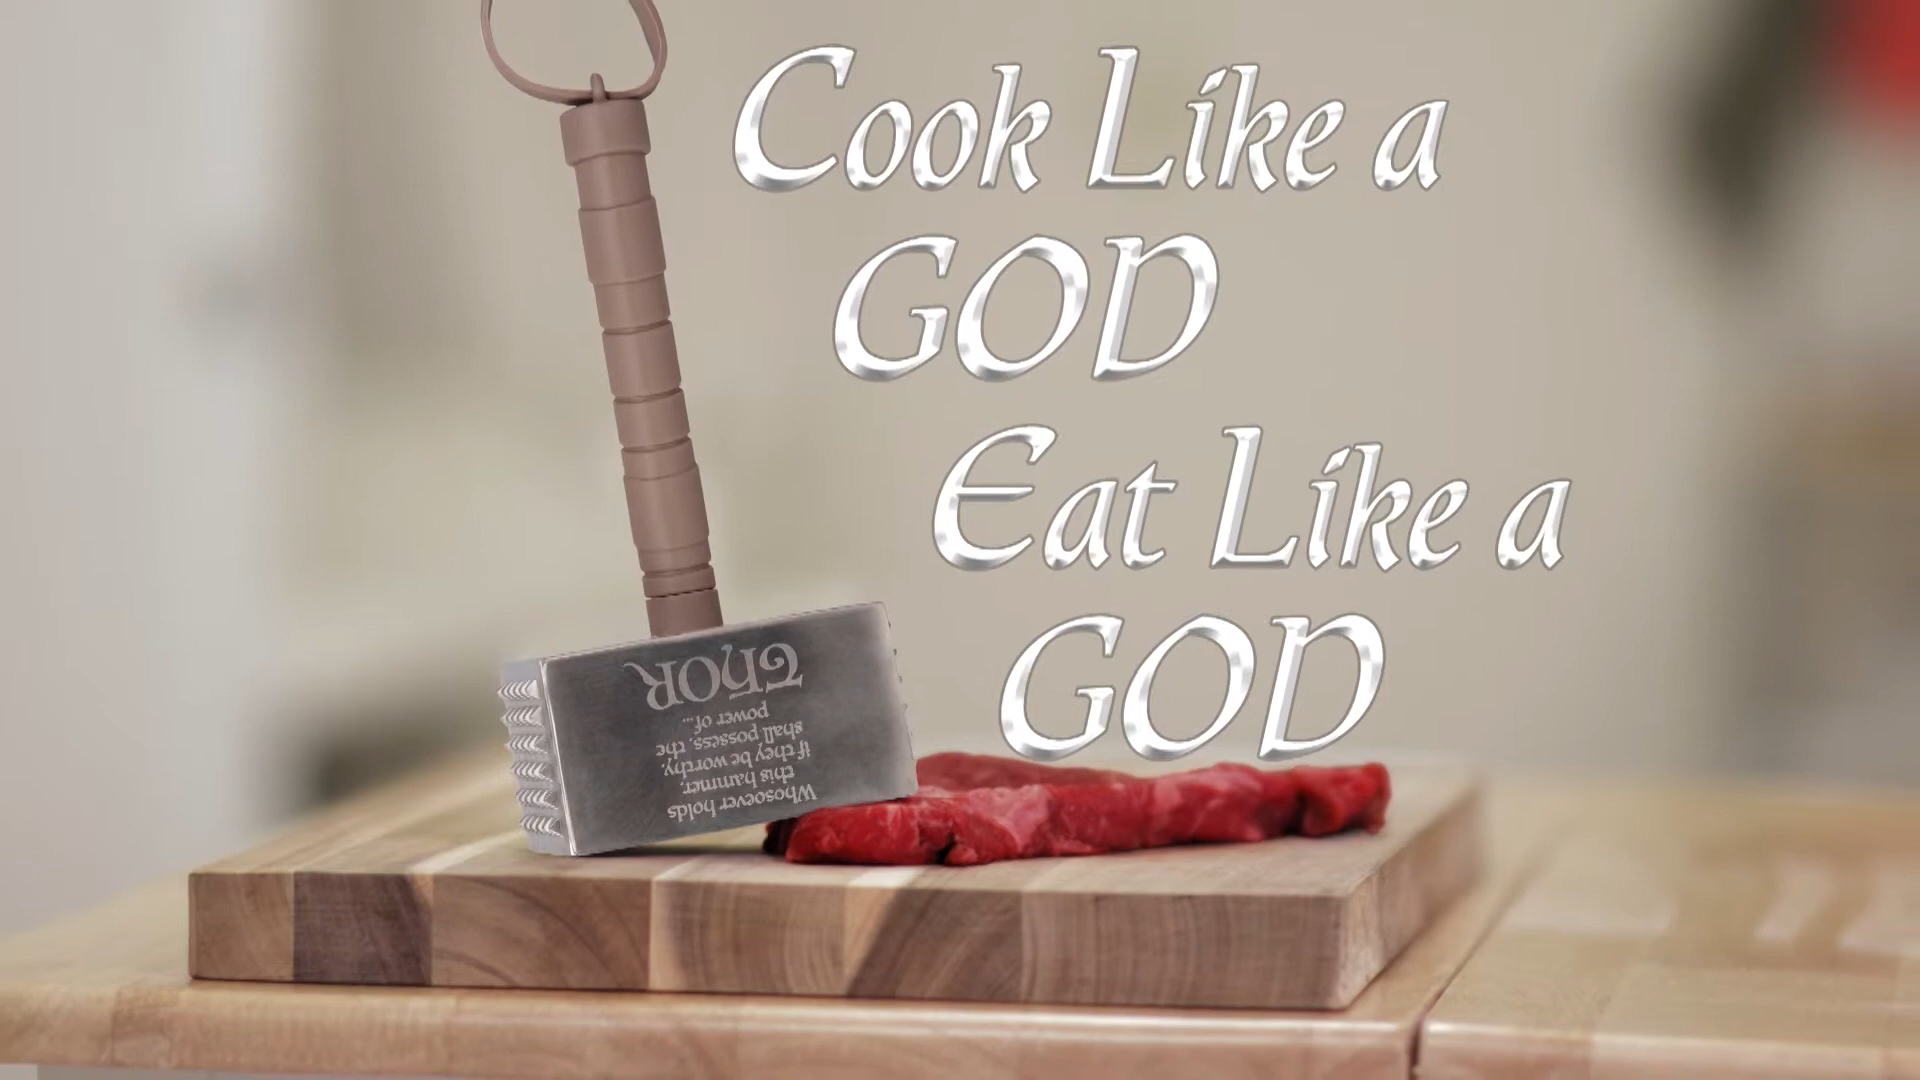 Cook Like a
GOD
Eat Like a
GOD
Whosoever holds
this hammer,
if they be worthy,
shall possess, the
power of...
THOR